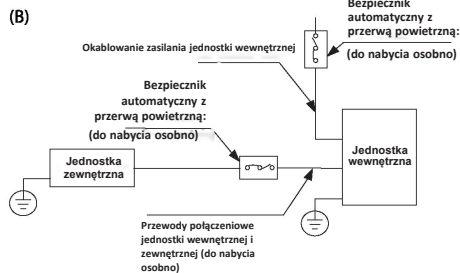 (B)
Bezpiecznik
automatyczny z
przerwą powietrzną:
(do nabycia osobno)
Okablowanie zasilania jednostki wewnętrznej
Bezpiecznik
automatyczny z
przerwą powietrzną:
(do nabycia osobno)
Jednostka
zewnętrzna
Jednostka
wewnętrzna
Przewody połączeniowe
jednostki wewnętrznej i
zewnętrznej (do nabycia
osobno)